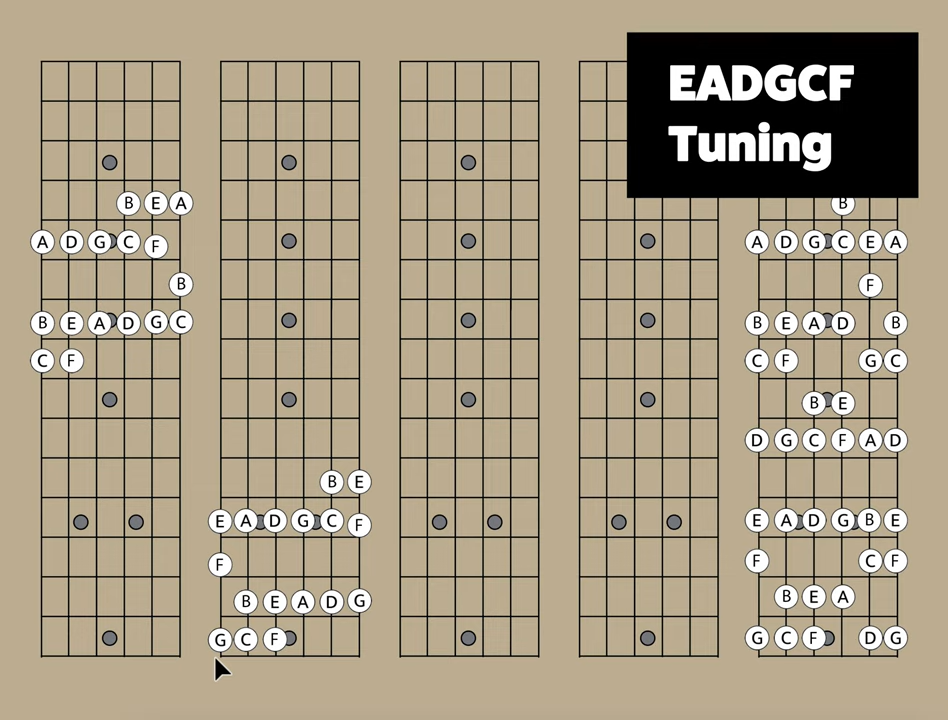 EADGCF
Tuning
B E A
B
A D G C F
A D G C E A
B
F
B E A D G C
B E A D B
C F
C F G C
B E
D G C F A D
B E
E A D G C F
E A D G B E
F
F C F
B E A D G
B E A
G C F
G C F D G